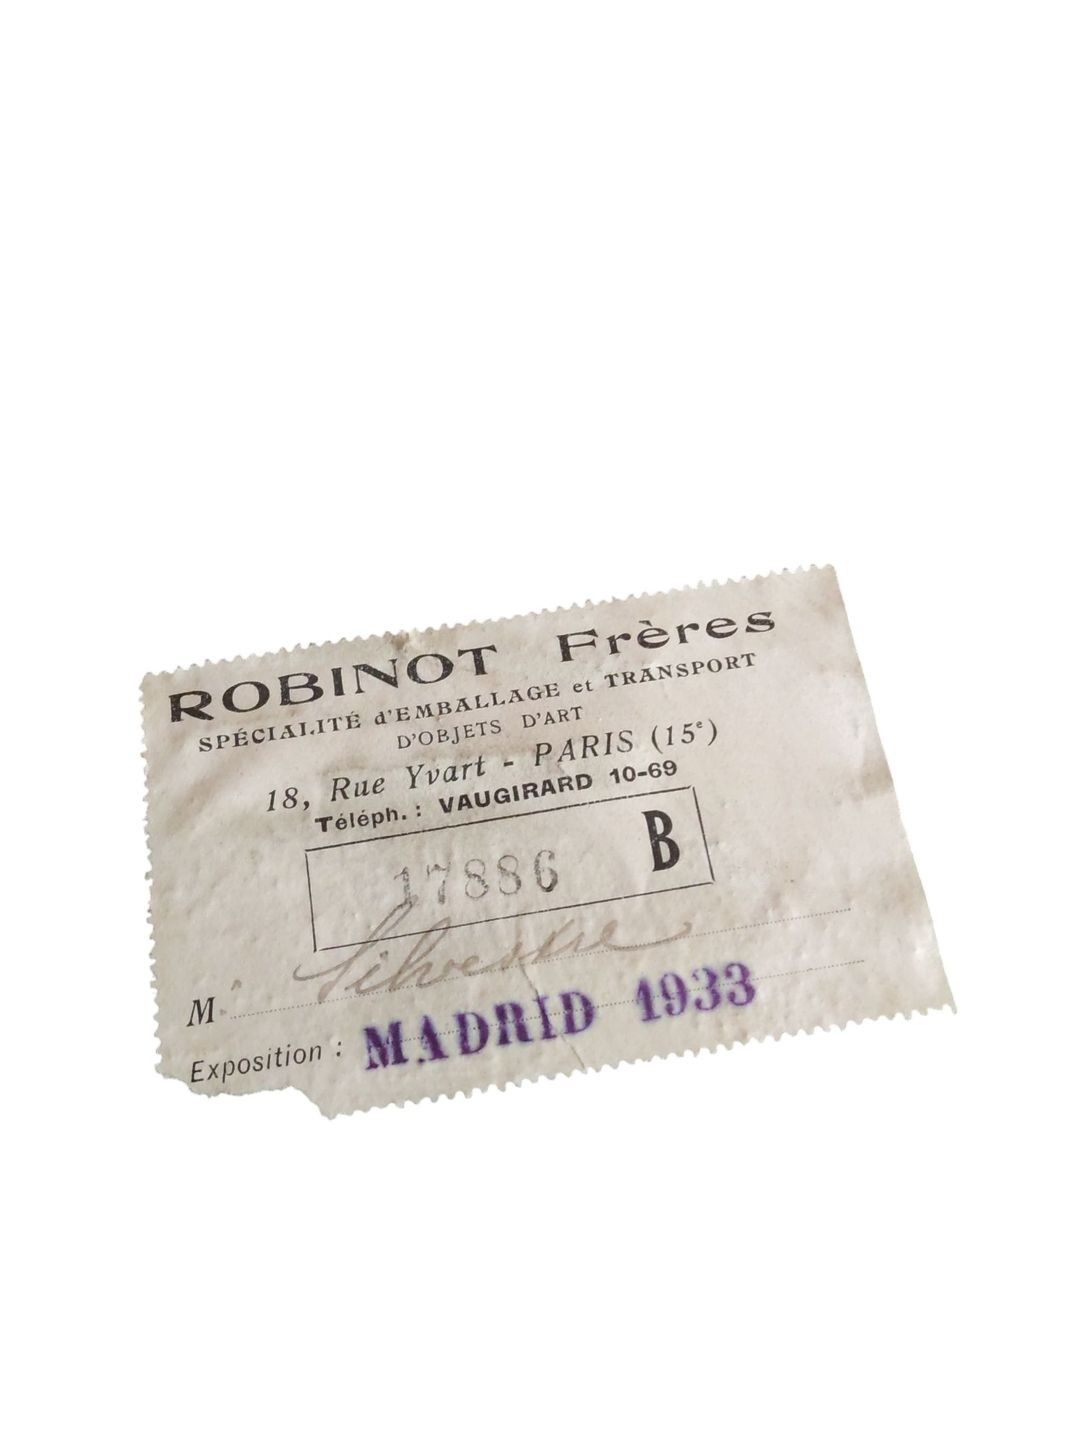 ROBINOT Frères
SPÉCIALITÉ d'EMBALLAGE et TRANSPORT
D'OBJETS D'ART
18, Rue Yvart - PARIS (15e)
Téléph. : VAUGIRARD 10-69
17886 B
M. Silvestre
Exposition : MADRID 1933